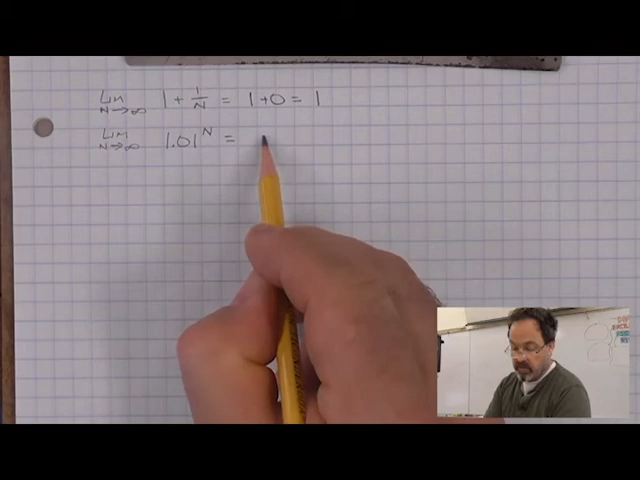 Lim N→∞ 1 + 1/N = 1 + 0 = 1
Lim N→∞ 1.01^N =